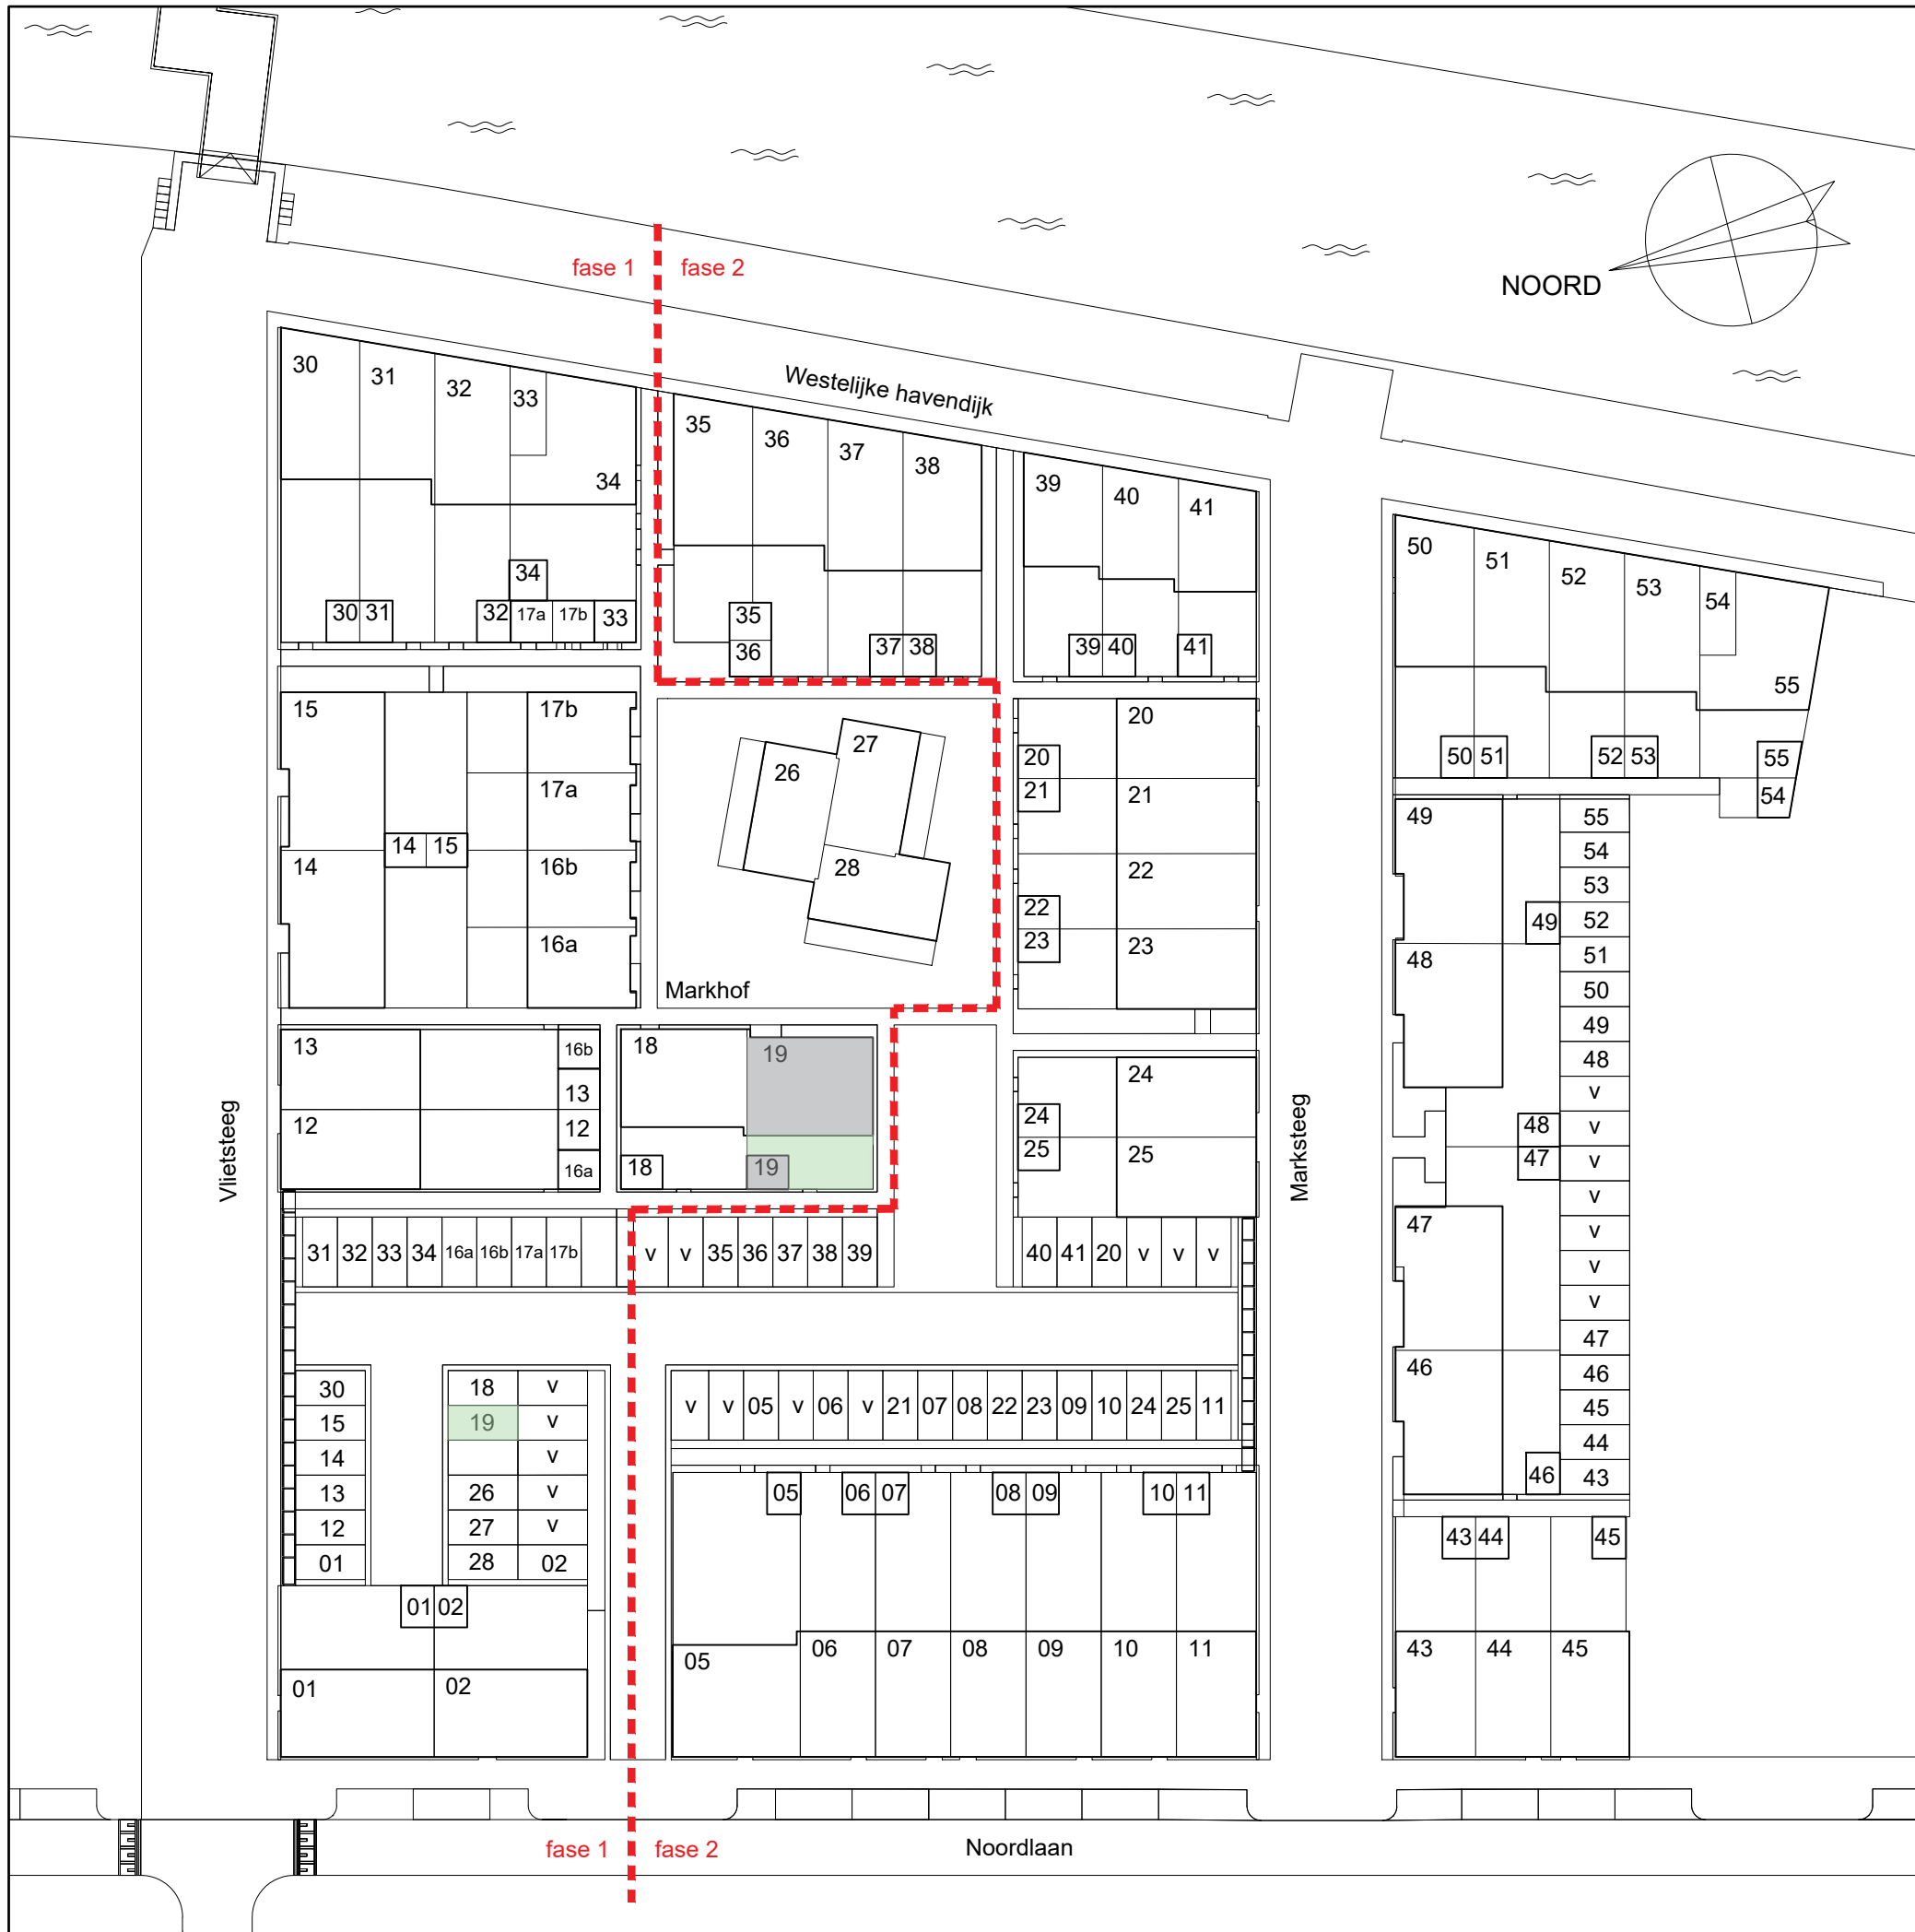 NOORD
fase 1 fase 2
Westelijke havendijk
30 31 32 33 34
35 36 37 38
39 40 41
50 51 52 53 54 55
34
30 31 32 17a 17b 33
35
36
37 38
39 40 41
50 51 52 53 55
54
15 17b
17a
14 15
14 16b
16a
26 27
28
Markhof
20
20
21 21
22
22
23 23
49
49
48
55
54
53
52
51
50
49
48
v
v
v
v
v
v
v
47
46
45
44
43
13 16b
13
12 12
16a
18 19
18 19
24
24
25 25
48
47
47
46
46
Vlietsteeg
Marksteeg
31 32 33 34 16a 16b 17a 17b v v 35 36 37 38 39
40 41 20 v v v
30
15
14
13
12
01
18 v
19 v
v
26 v
27 v
28 02
v v 05 v 06 v 21 07 08 22 23 09 10 24 25 11
05 06 07 08 09 10 11
43 44 45
01 02
01 02
05 06 07 08 09 10 11
43 44 45
fase 1 fase 2
Noordlaan